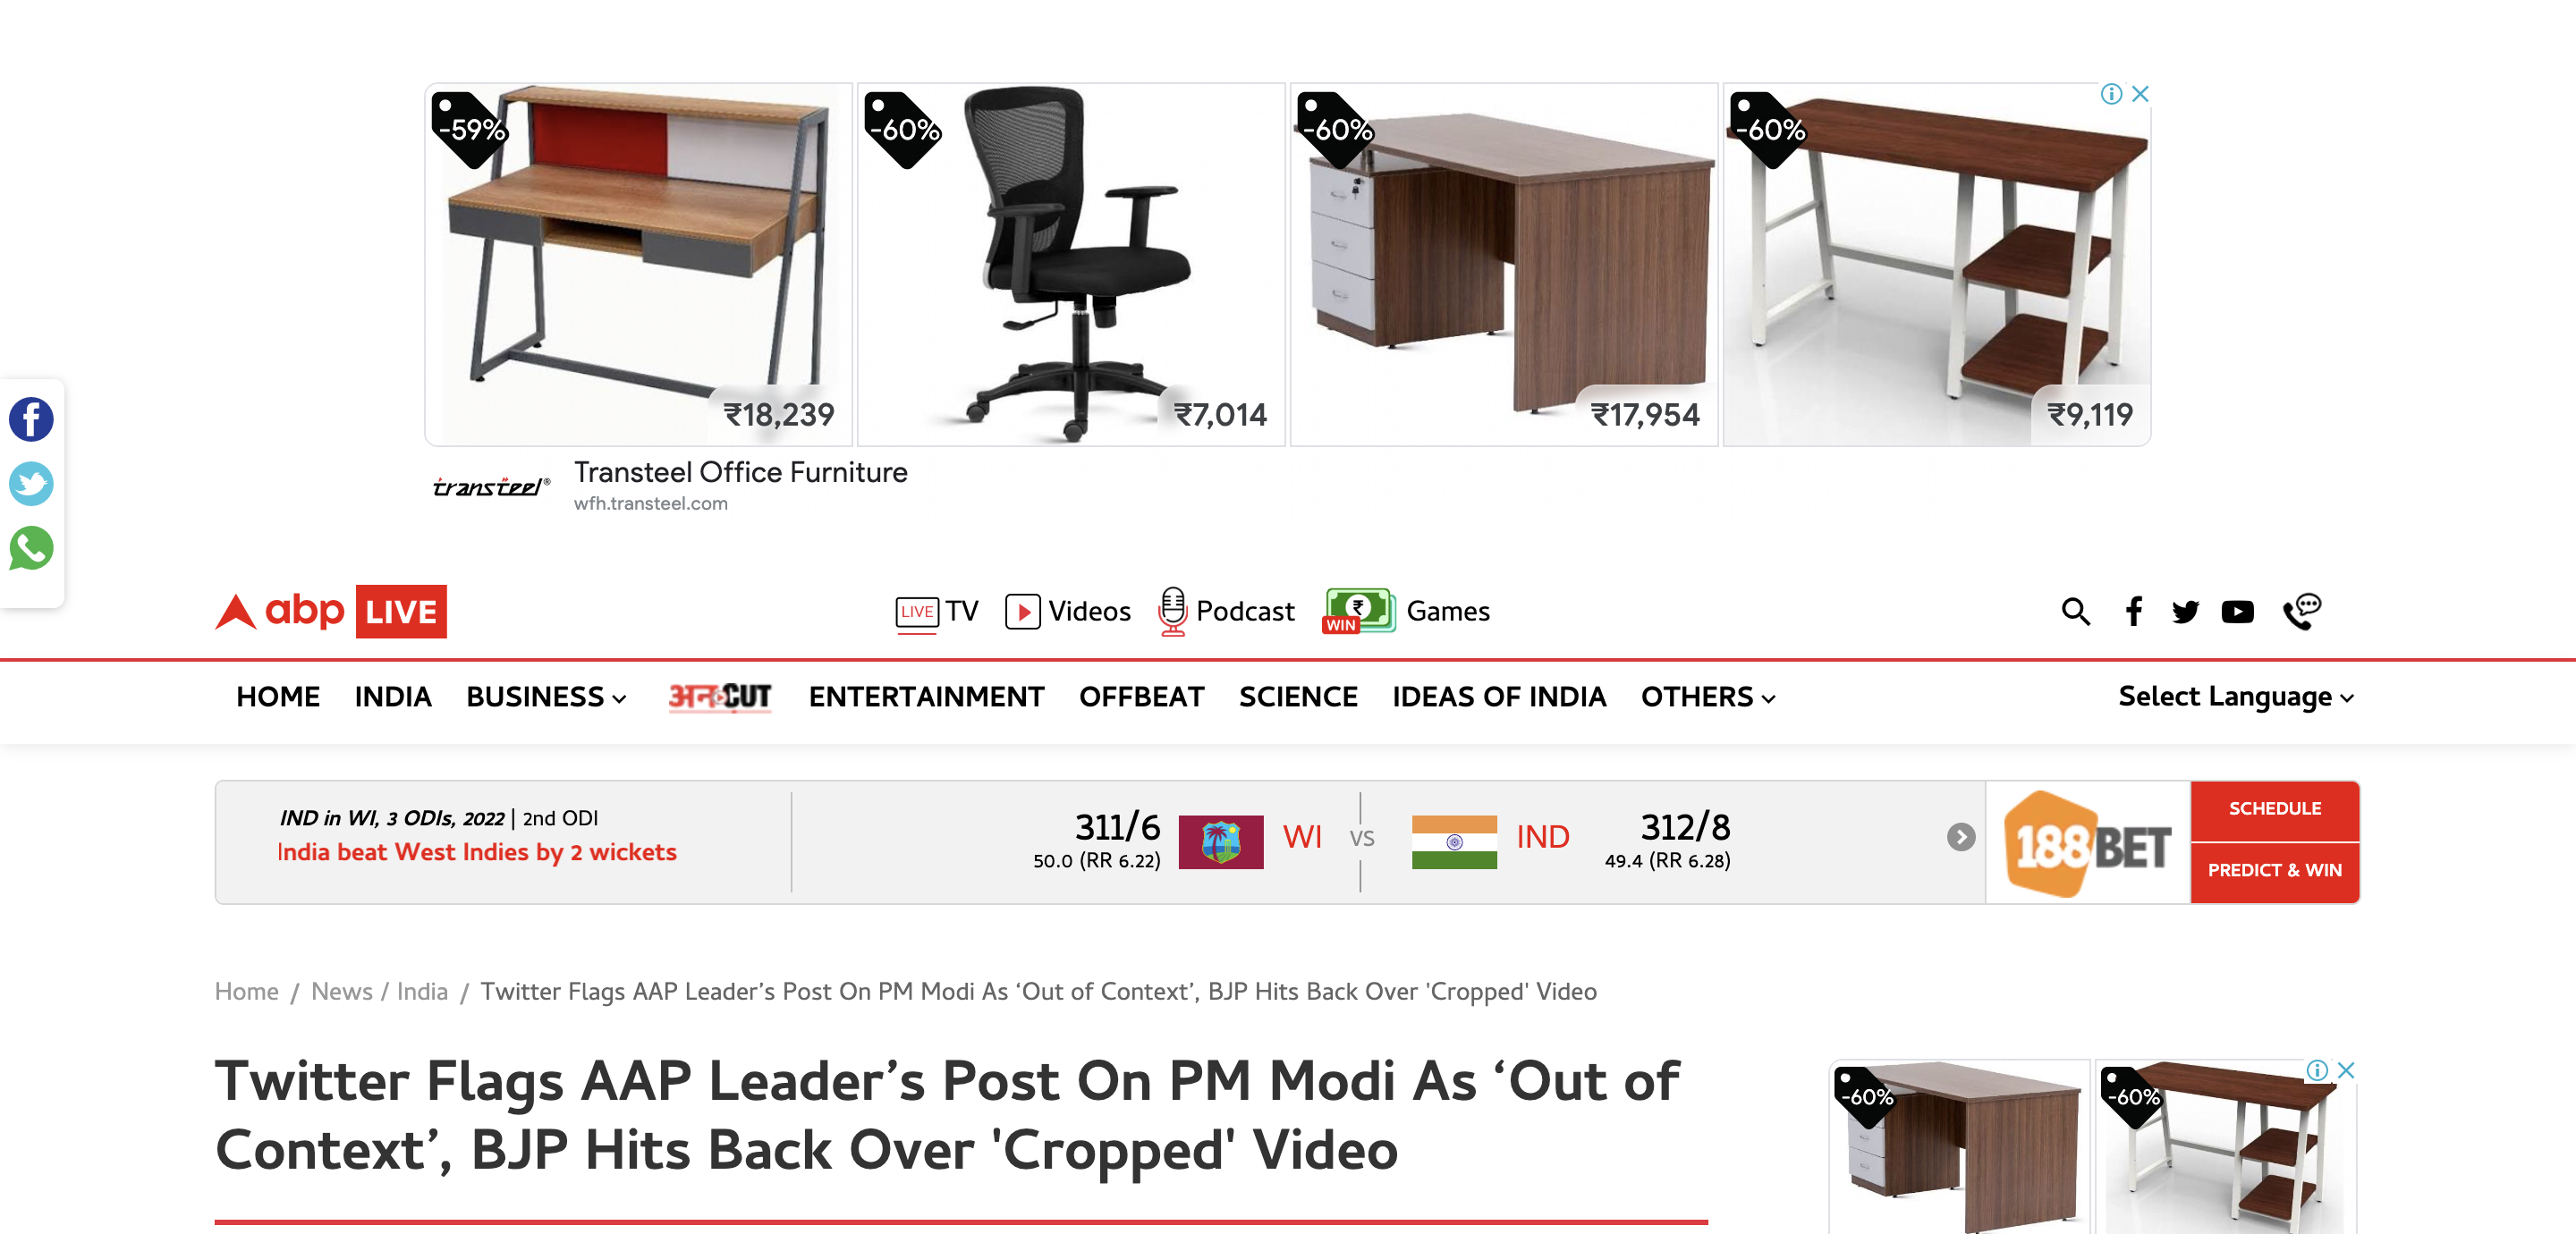 -59%
-60%
-60%
-60%
₹18,239
₹7,014
₹17,954
₹9,119
transteel®
Transteel Office Furniture
wfh.transteel.com
abp LIVE
LIVE TV
Videos
Podcast
WIN ₹ Games
HOME
INDIA
BUSINESS
अनCUT
ENTERTAINMENT
OFFBEAT
SCIENCE
IDEAS OF INDIA
OTHERS
Select Language
IND in WI, 3 ODIs, 2022 | 2nd ODI
India beat West Indies by 2 wickets
311/6
50.0 (RR 6.22)
WI
VS
IND
312/8
49.4 (RR 6.28)
188BET
SCHEDULE
PREDICT & WIN
Home / News / India / Twitter Flags AAP Leader’s Post On PM Modi As ‘Out of Context’, BJP Hits Back Over 'Cropped' Video
Twitter Flags AAP Leader’s Post On PM Modi As ‘Out of
Context’, BJP Hits Back Over 'Cropped' Video
-60%
-60%